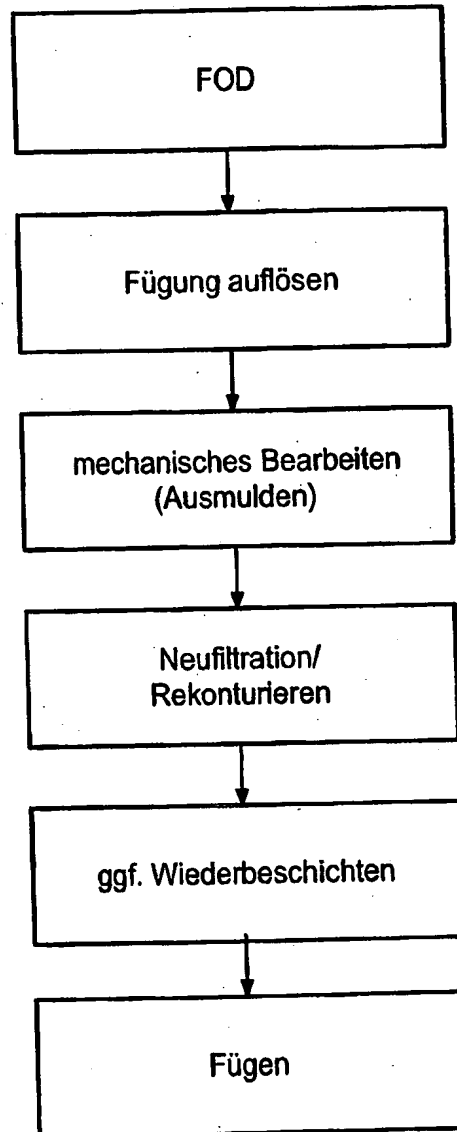 FOD
Fügung auflösen
mechanisches Bearbeiten
(Ausmulden)
Neufiltration/
Rekonturieren
ggf. Wiederbeschichten
Fügen